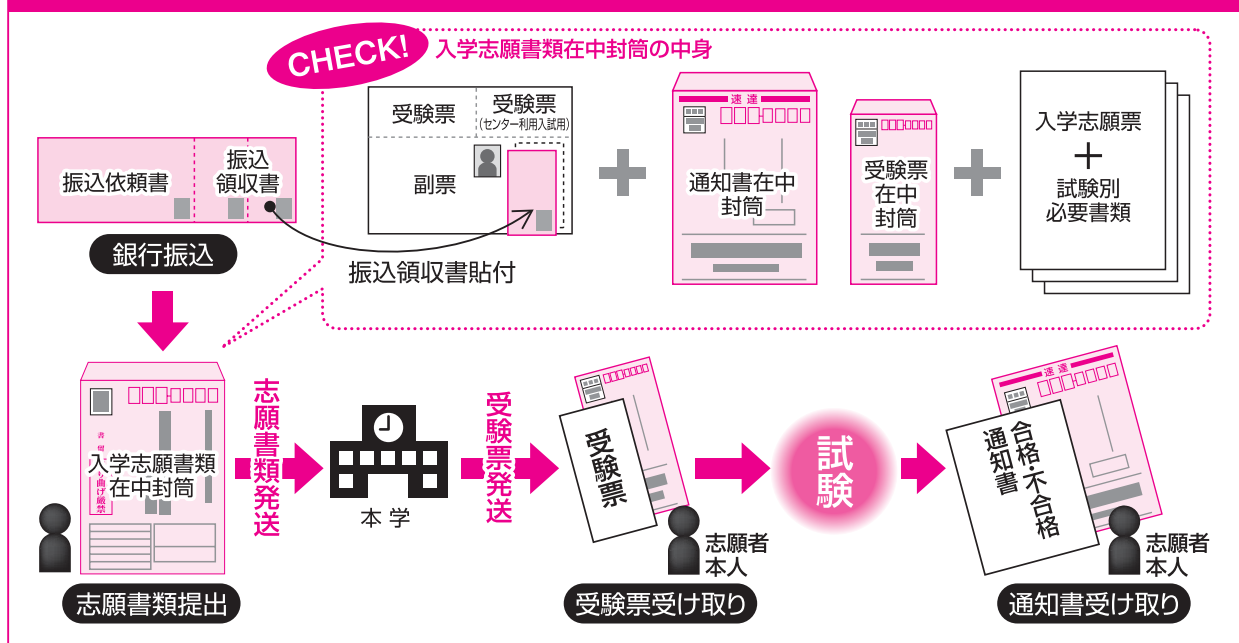 CHECK!
入学志願書類在中封筒の中身
振込依頼書
振込
領収書
銀行振込
受験票
受験票
(センター利用入試用)
副票
振込領収書貼付
速達
通知書在中
封筒
受験票
在中
封筒
入学志願票
+
試験別
必要書類
入学志願書類
在中封筒
志願書類提出
志願書類発送
本学
受験票発送
受験票
志願者
本人
受験票受け取り
試験
速達
合格・不合格
通知書
志願者
本人
通知書受け取り